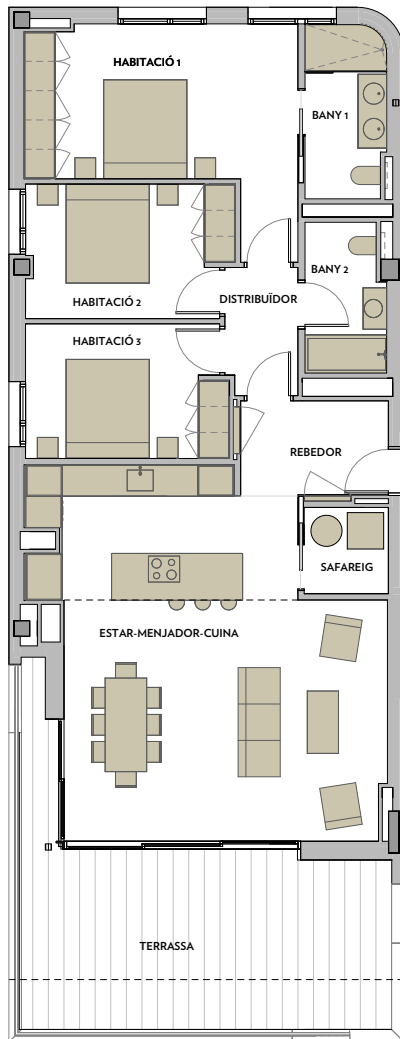 HABITACIÓ 1
BANY 1
BANY 2
HABITACIÓ 2
DISTRIBUÏDOR
HABITACIÓ 3
REBEDOR
SAFAREIG
ESTAR-MENJADOR-CUINA
TERRASSA